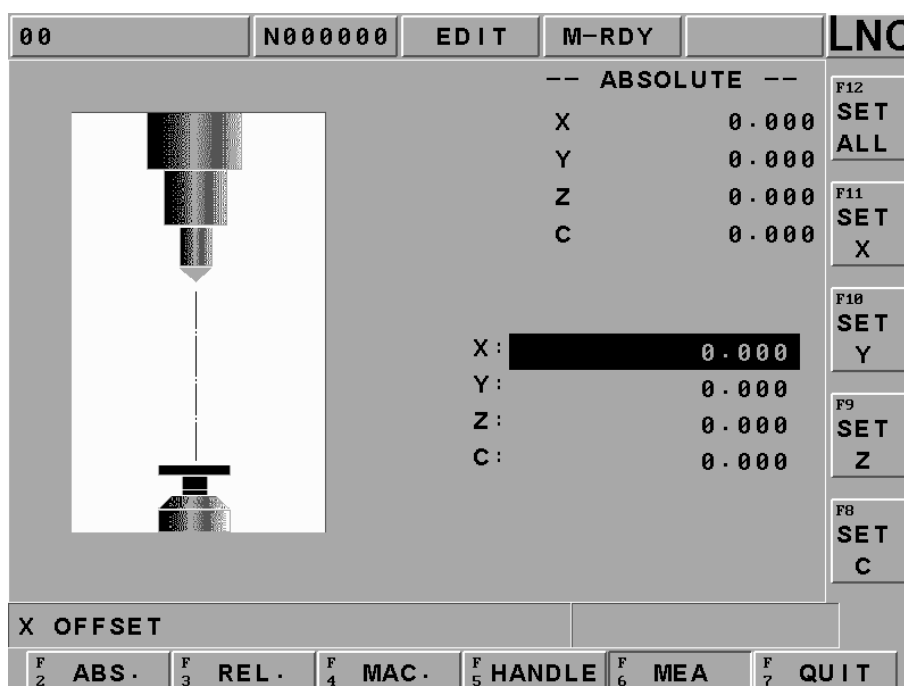 00 N000000 EDIT M-RDY LNC
-- ABSOLUTE --
X 0.000
Y 0.000
Z 0.000
C 0.000
X: 0.000
Y: 0.000
Z: 0.000
C: 0.000
F12
SET
ALL
F11
SET
X
F10
SET
Y
F9
SET
Z
F8
SET
C
X OFFSET
F2 ABS. F3 REL. F4 MAC. F5 HANDLE F6 MEA F7 QUIT